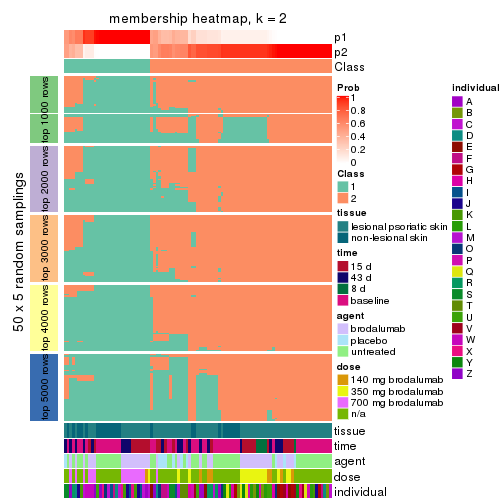 membership heatmap, k = 2
p1
p2
Class
50 x 5 random samplings
top 1000 rows
top 2000 rows
top 3000 rows
top 4000 rows
top 5000 rows
tissue
time
agent
dose
individual
Prob
1
0.8
0.6
0.4
0.2
0
Class
1
2
tissue
lesional psoriatic skin
non-lesional skin
time
15 d
43 d
8 d
baseline
agent
brodalumab
placebo
untreated
dose
140 mg brodalumab
350 mg brodalumab
700 mg brodalumab
n/a
individual
A
B
C
D
E
F
G
H
I
J
K
L
M
O
P
Q
R
S
T
U
V
W
X
Y
Z